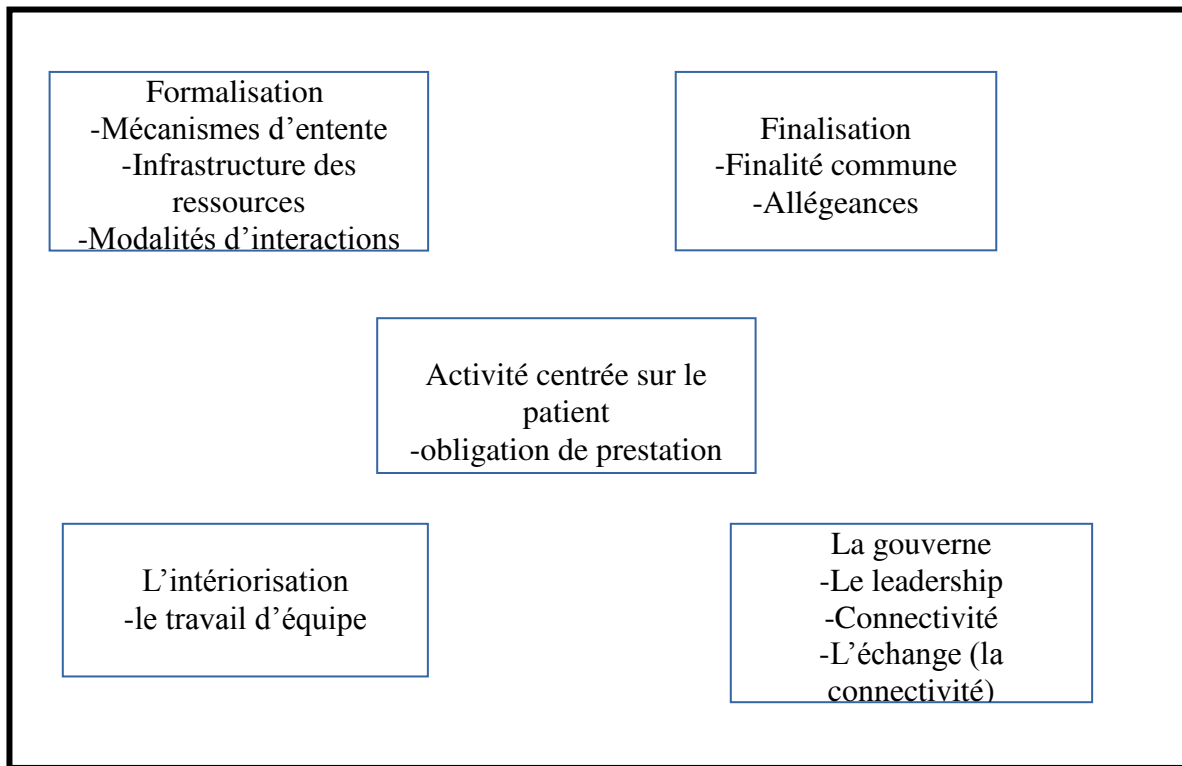 Formalisation
-Mécanismes d’entente
-Infrastructure des
ressources
-Modalités d’interactions
Finalisation
-Finalité commune
-Allégeances
Activité centrée sur le
patient
-obligation de prestation
L’intériorisation
-le travail d’équipe
La gouverne
-Le leadership
-Connectivité
-L’échange (la
connectivité)